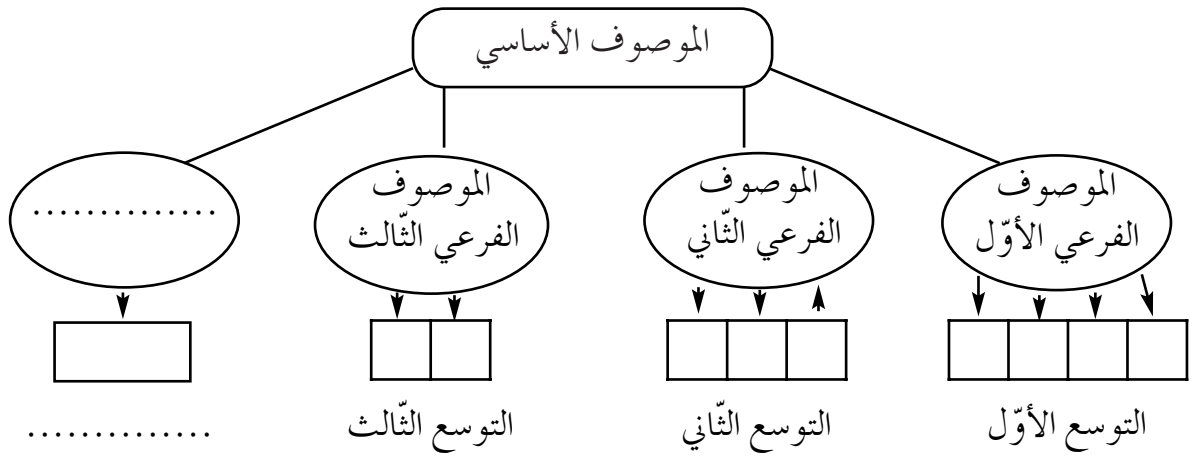 الموصوف الأساسي
الموصوف
الفرعي الأوّل
الموصوف
الفرعي الثّاني
الموصوف
الفرعي الثّالث
..............
التوسع الأوّل
التوسع الثّاني
التوسع الثّالث
..............